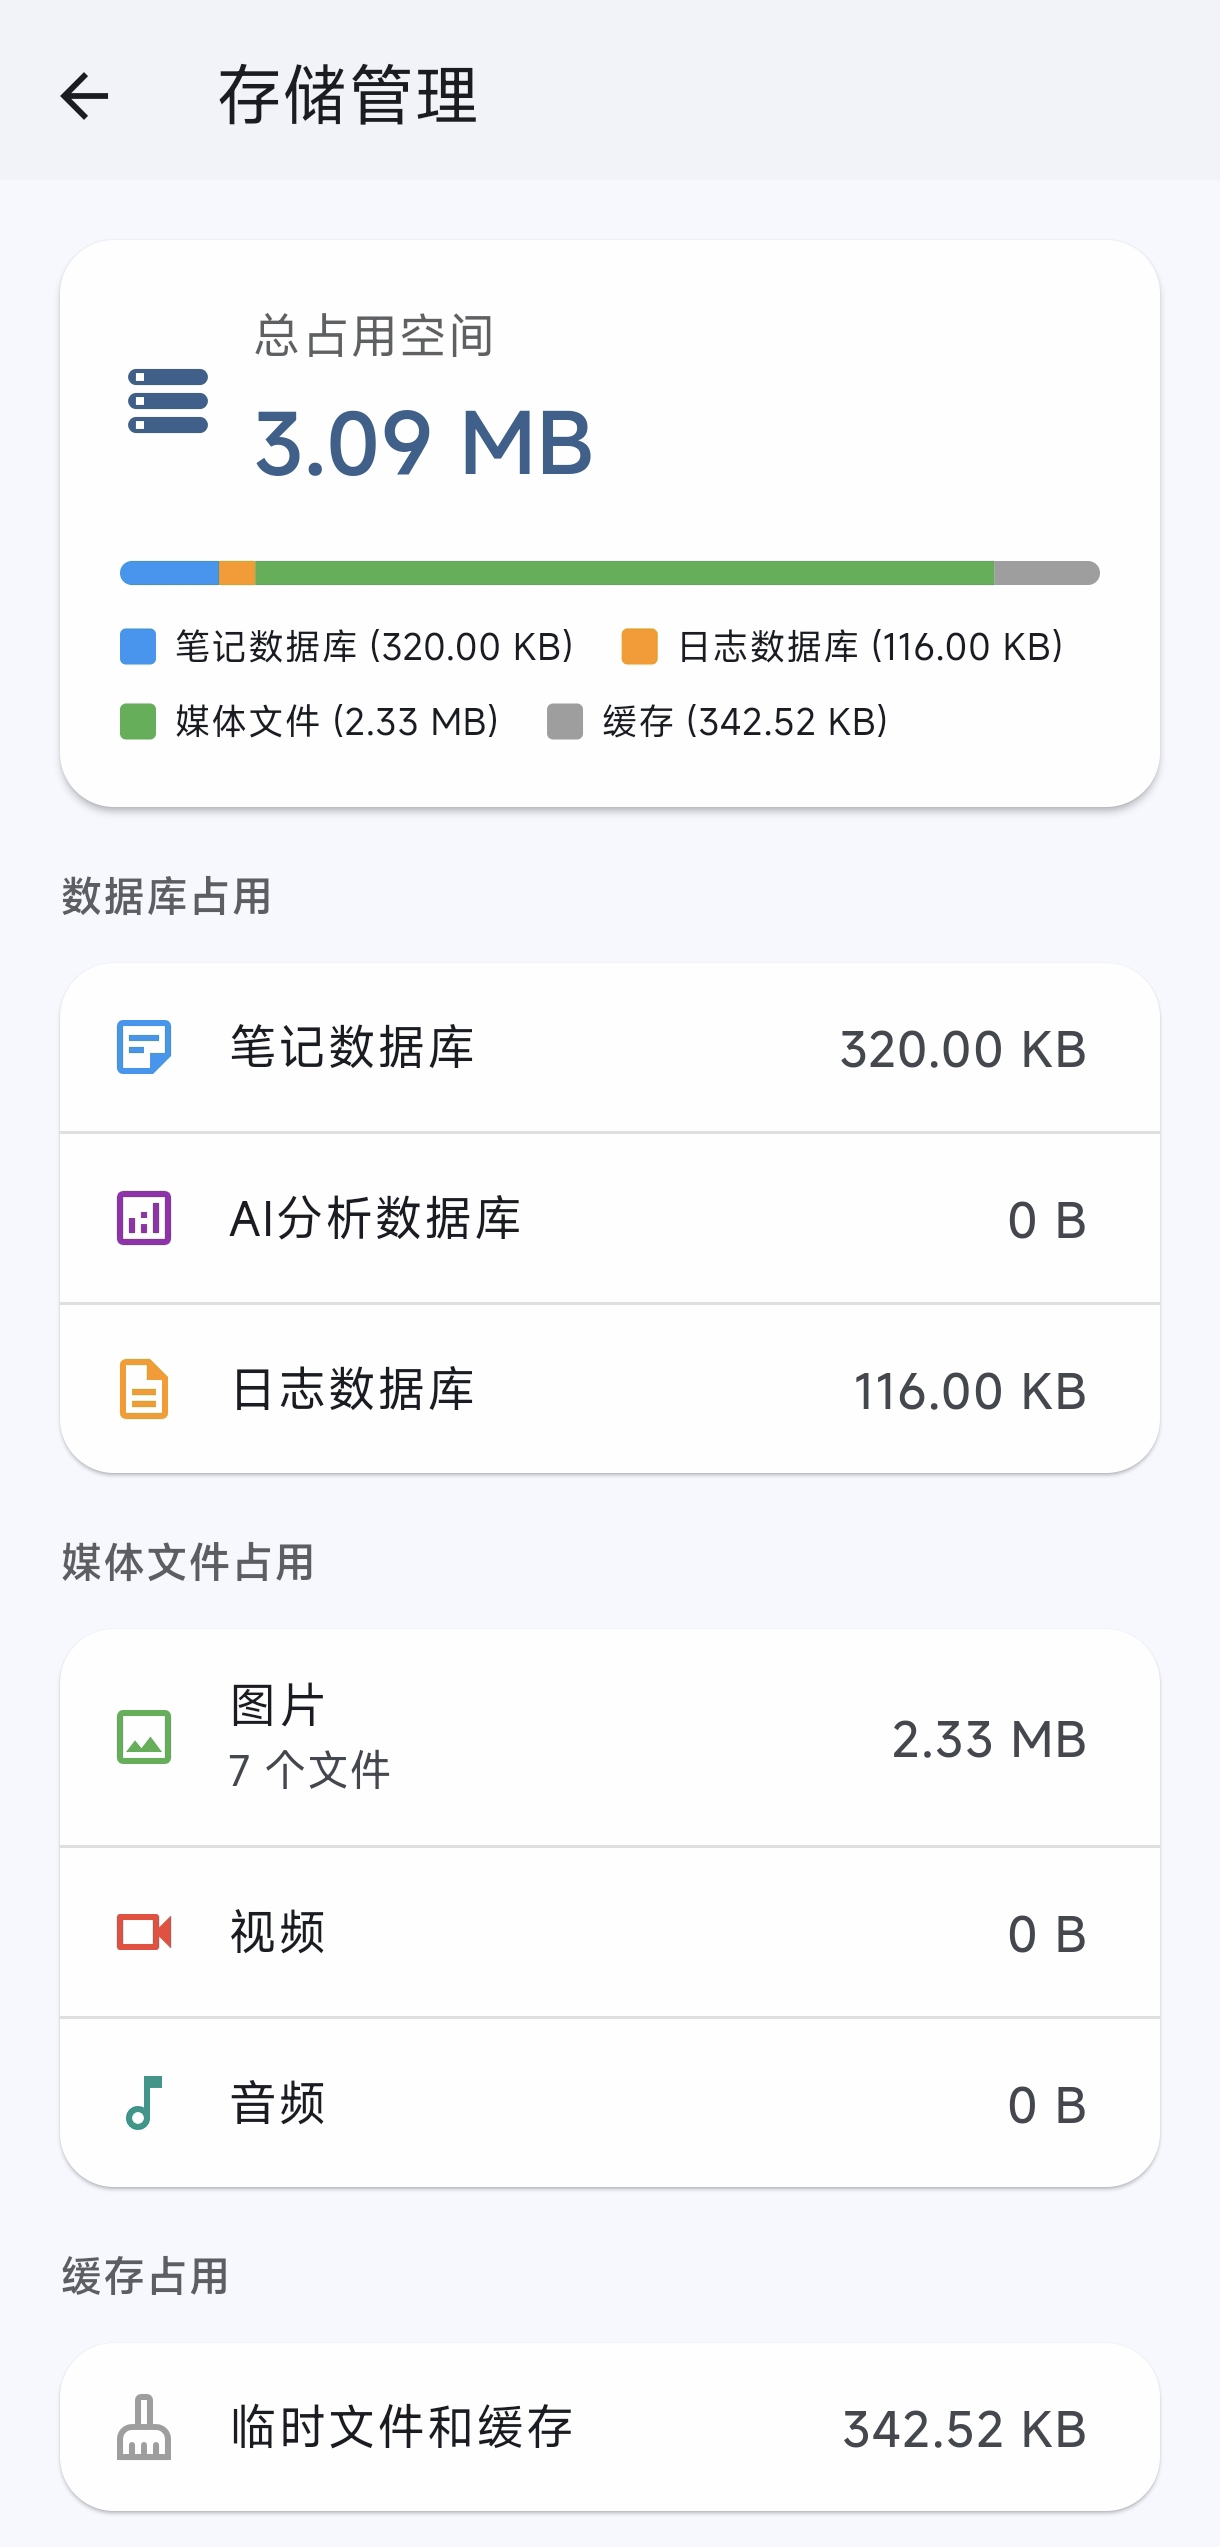 存储管理
总占用空间
3.09 MB
笔记数据库 (320.00 KB) 日志数据库 (116.00 KB)
媒体文件 (2.33 MB) 缓存 (342.52 KB)
数据库占用
笔记数据库 320.00 KB
AI分析数据库 0 B
日志数据库 116.00 KB
媒体文件占用
图片
7 个文件
2.33 MB
视频 0 B
音频 0 B
缓存占用
临时文件和缓存 342.52 KB